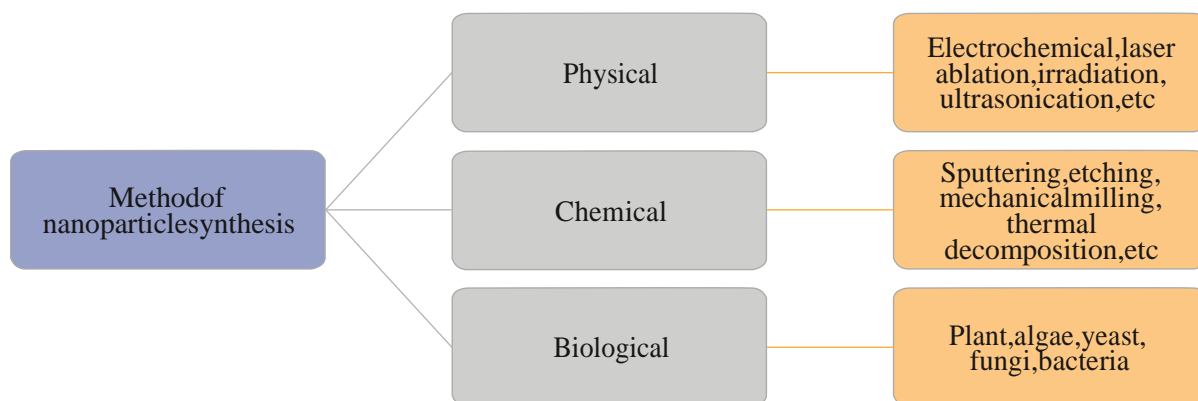 Methodof
nanoparticlesynthesis
Physical
Electrochemical,laser
ablation,irradiation,
ultrasonication,etc
Chemical
Sputtering,etching,
mechanicalmilling,
thermal
decomposition,etc
Biological
Plant,algae,yeast,
fungi,bacteria